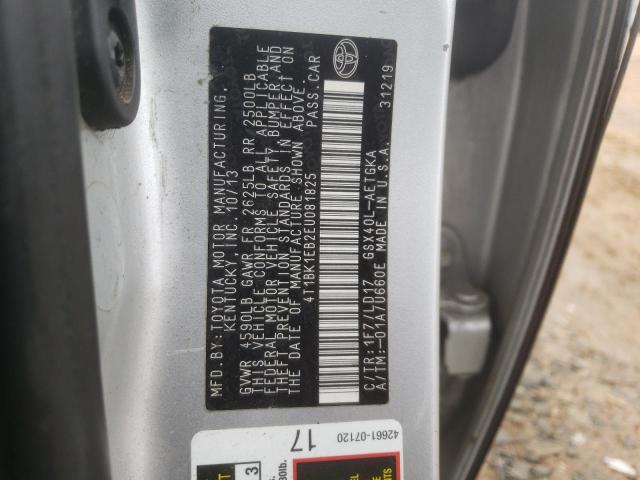 MFD.BY:TOYOTA MOTOR MANUFACTURING,
KENTUCKY, INC. 10/13
GVWR 4590LB GAWR FR 2625LB RR 2500LB
THIS VEHICLE CONFORMS TO ALL APPLICABLE
FEDERAL MOTOR VEHICLE SAFETY, BUMPER, AND
THEFT PREVENTION STANDARDS IN EFFECT ON
THE DATE OF MANUFACTURE SHOWN ABOVE.
4T1BK1EB2EU081825 PASS.CAR
C/TR:1F7/LD17 GSX40L-AETGKA
A/TM:-01A/U660E MADE IN U.S.A.
31219
42661-07120
17
3